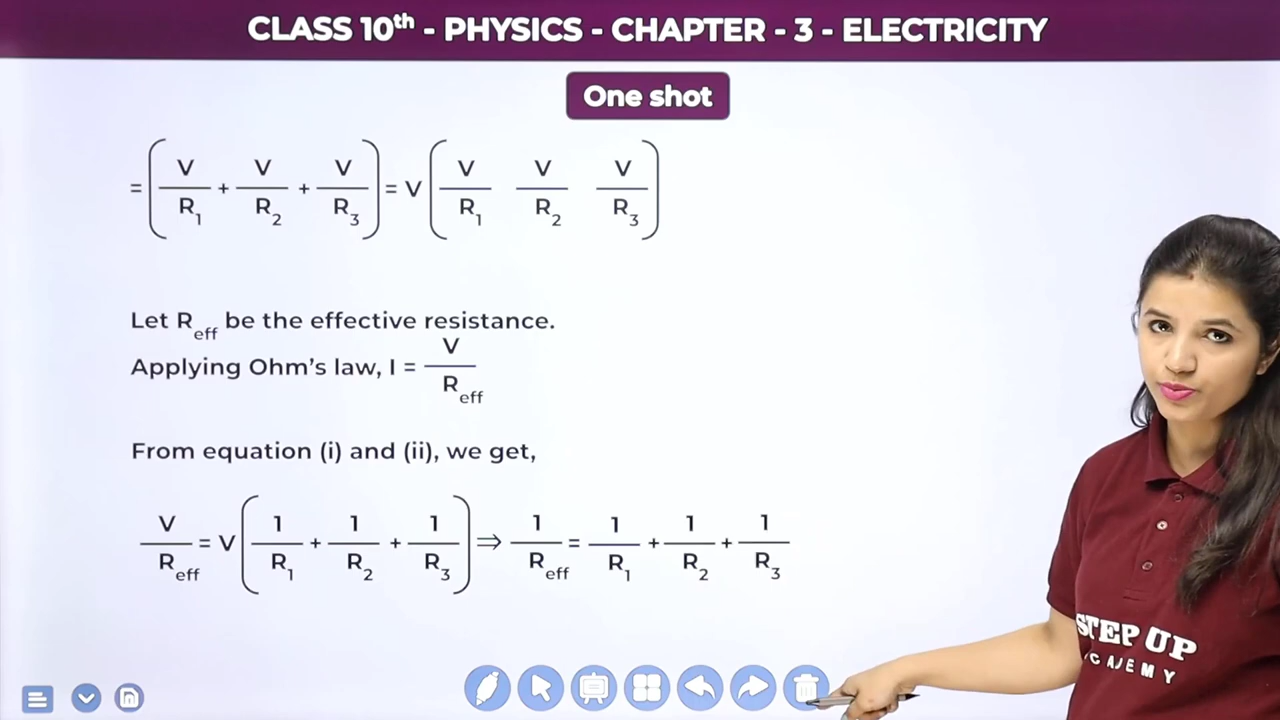 CLASS 10th - PHYSICS - CHAPTER - 3 - ELECTRICITY
One shot
= ( V/R1 + V/R2 + V/R3 ) = V ( V/R1 V/R2 V/R3 )
Let Reff be the effective resistance.
Applying Ohm's law, I = V/Reff
From equation (i) and (ii), we get,
V/Reff = V ( 1/R1 + 1/R2 + 1/R3 ) ⇒ 1/Reff = 1/R1 + 1/R2 + 1/R3
STEP UP